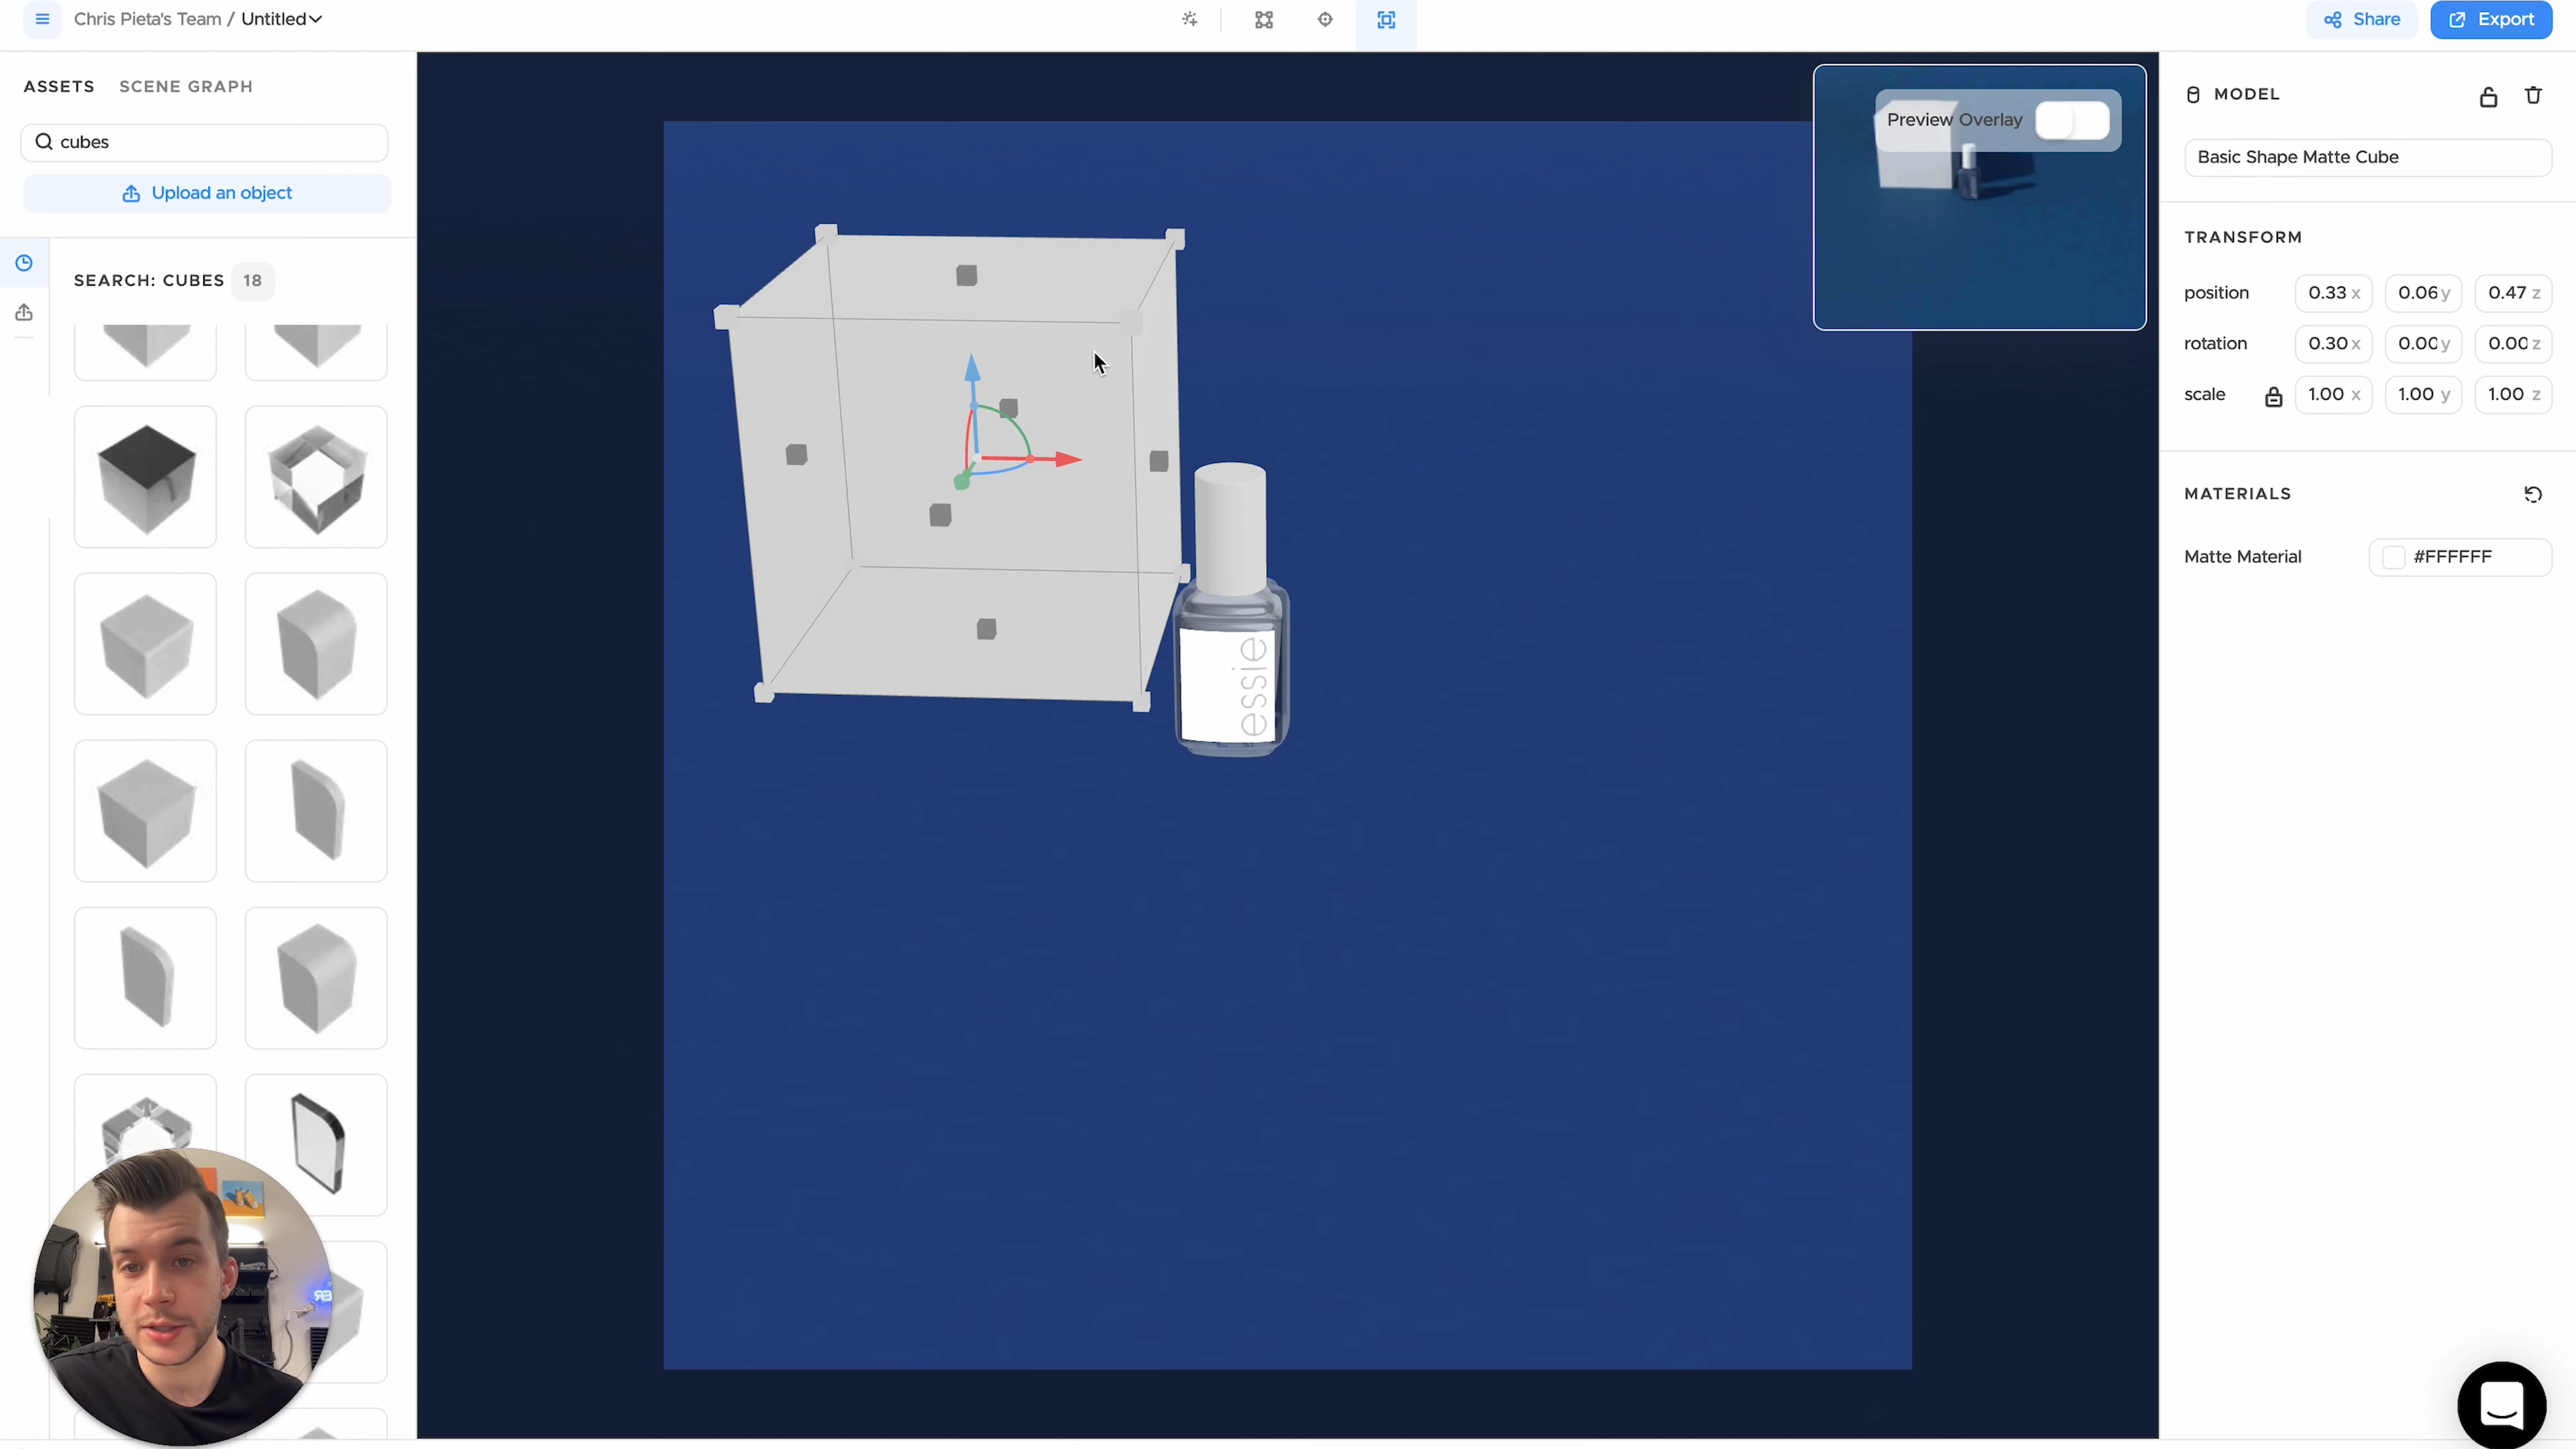 Chris Pieta's Team / Untitled
Share
Export
ASSETS
SCENE GRAPH
cubes
Upload an object
SEARCH: CUBES 18
Preview Overlay
essie
MODEL
Basic Shape Matte Cube
TRANSFORM
position 0.33 x 0.06 y 0.47 z
rotation 0.30 x 0.00 y 0.00 z
scale 1.00 x 1.00 y 1.00 z
MATERIALS
Matte Material #FFFFFF